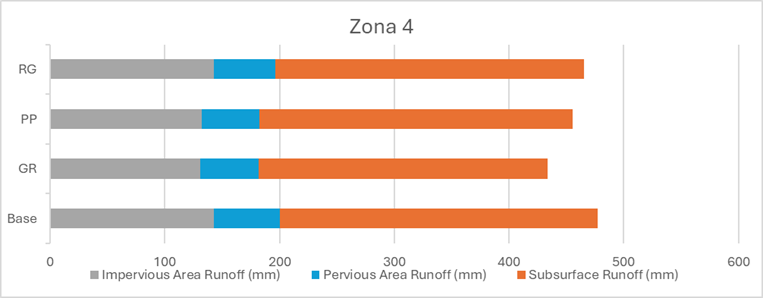 Zona 4
RG
PP
GR
Base
0 100 200 300 400 500 600
Impervious Area Runoff (mm) Pervious Area Runoff (mm) Subsurface Runoff (mm)